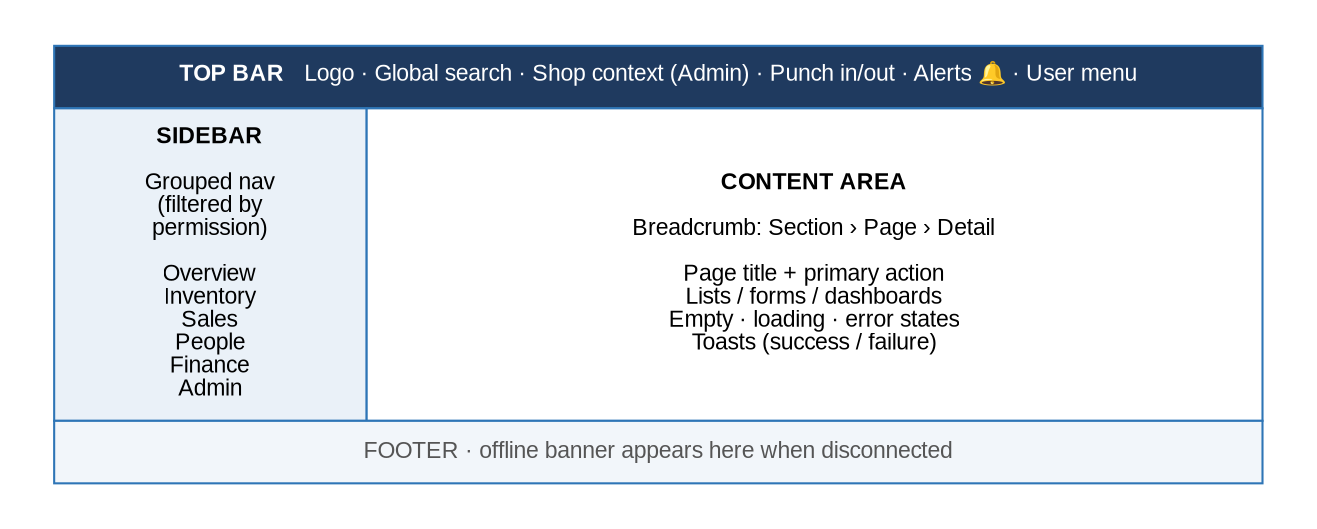 TOP BAR Logo · Global search · Shop context (Admin) · Punch in/out · Alerts 🔔 · User menu
SIDEBAR
Grouped nav
(filtered by
permission)
Overview
Inventory
Sales
People
Finance
Admin
CONTENT AREA
Breadcrumb: Section › Page › Detail
Page title + primary action
Lists / forms / dashboards
Empty · loading · error states
Toasts (success / failure)
FOOTER · offline banner appears here when disconnected